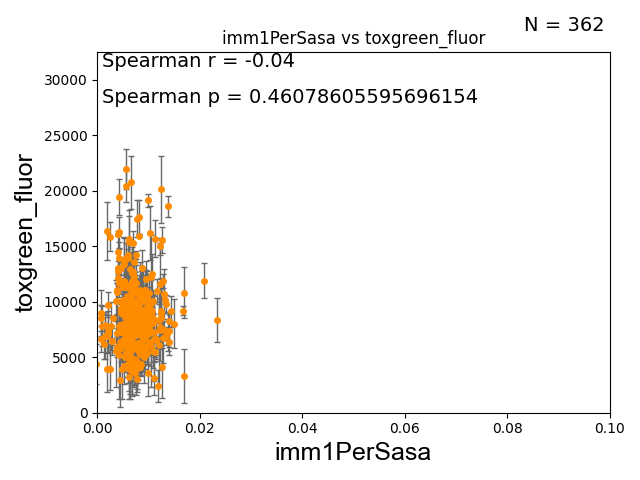 N = 362
imm1PerSasa vs toxgreen_fluor
Spearman r = -0.04
Spearman p = 0.46078605595696154
toxgreen_fluor
30000
25000
20000
15000
10000
5000
0
0.00 0.02 0.04 0.06 0.08 0.10
imm1PerSasa